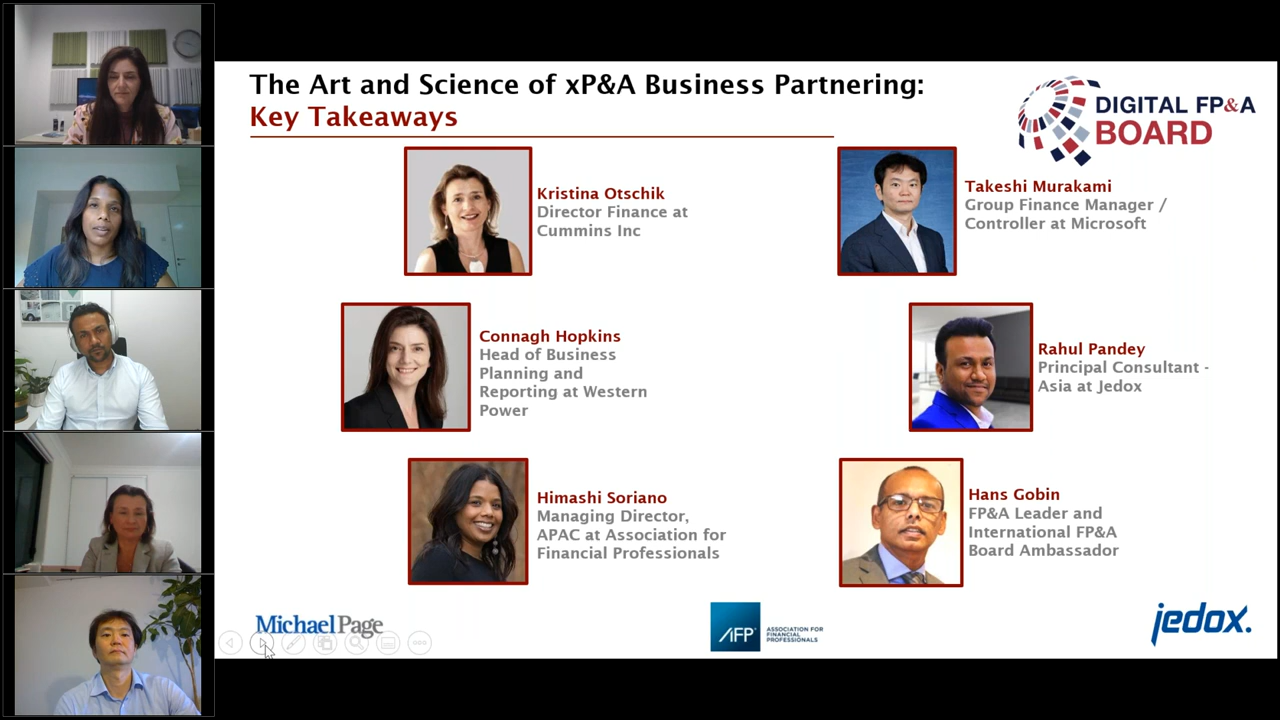 The Art and Science of xP&A Business Partnering:
Key Takeaways
DIGITAL FP&A
BOARD
Kristina Otschik
Director Finance at
Cummins Inc
Takeshi Murakami
Group Finance Manager /
Controller at Microsoft
Connagh Hopkins
Head of Business
Planning and
Reporting at Western
Power
Rahul Pandey
Principal Consultant -
Asia at Jedox
Himashi Soriano
Managing Director,
APAC at Association for
Financial Professionals
Hans Gobin
FP&A Leader and
International FP&A
Board Ambassador
MichaelPage
AFP
ASSOCIATION FOR
FINANCIAL
PROFESSIONALS
jedox.